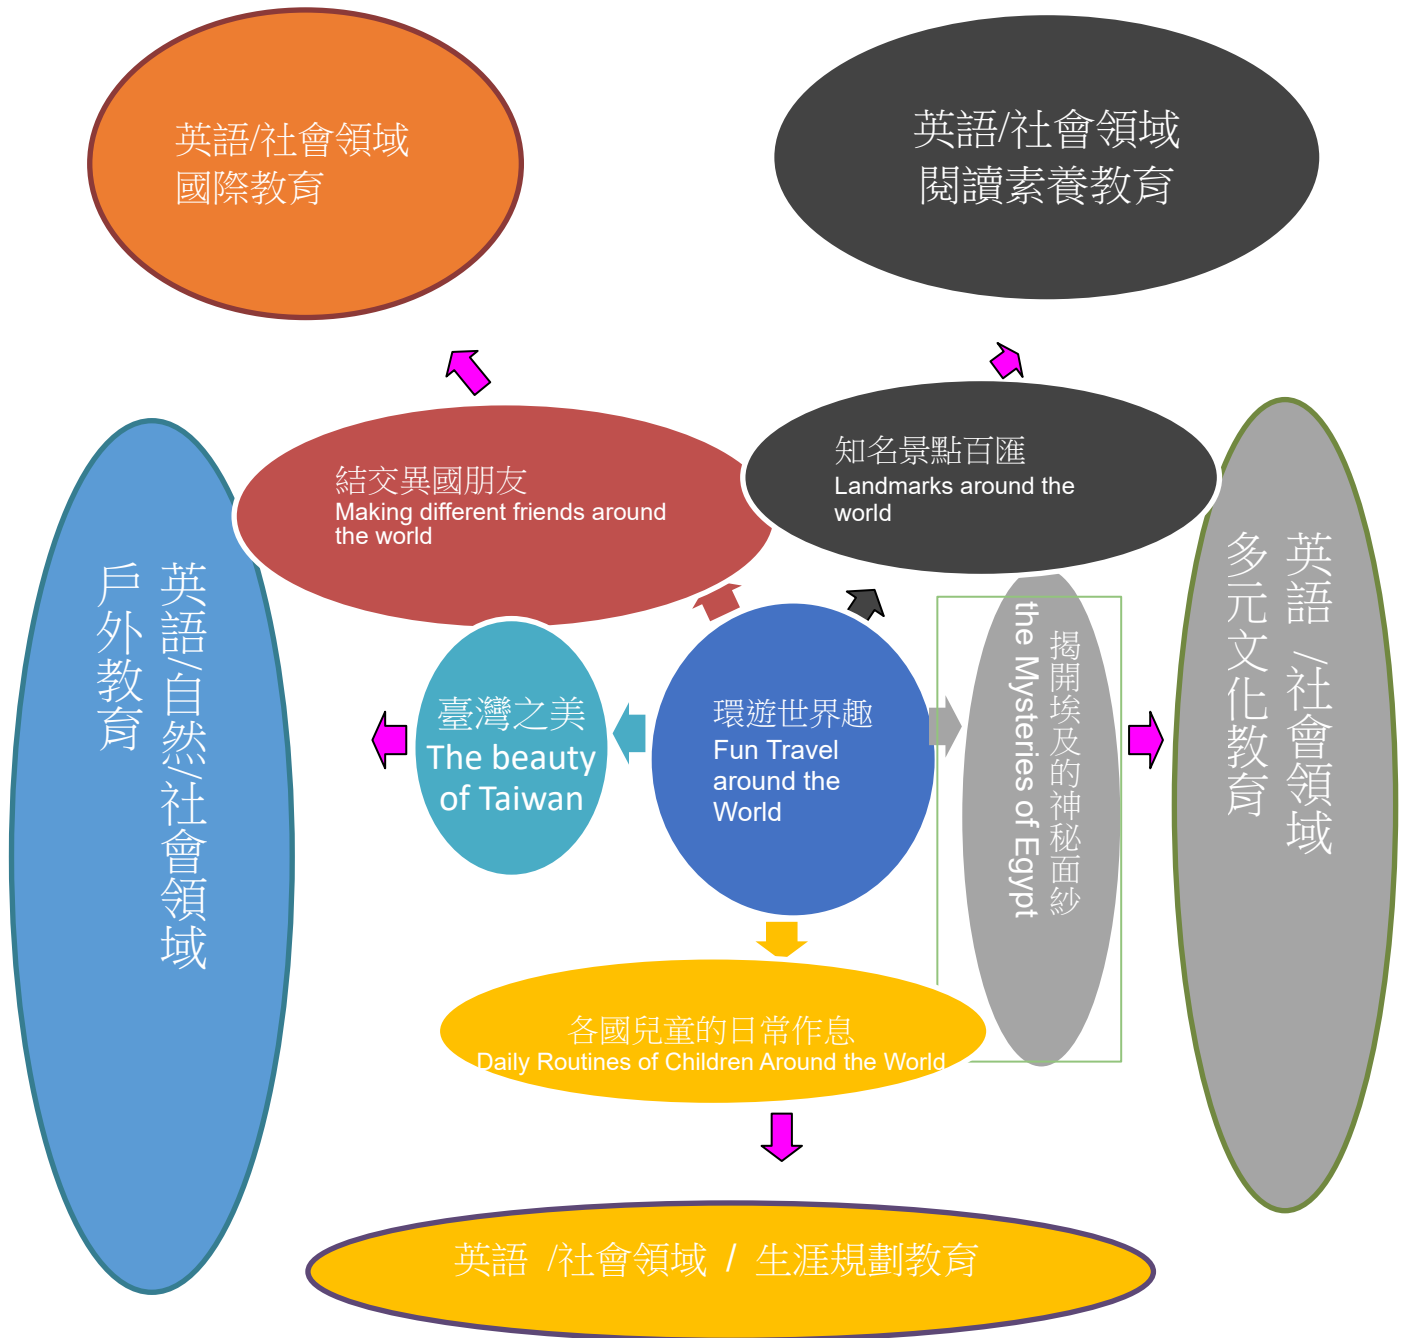 英語/社會領域
國際教育
英語/社會領域
閱讀素養教育
結交異國朋友
Making different friends around
the world
知名景點百匯
Landmarks around the
world
英語/自然/社會領域
戶外教育
臺灣之美
The beauty
of Taiwan
環遊世界趣
Fun Travel
around the
World
揭開埃及的神秘面紗
the Mysteries of Egypt
英語 /社會領域
多元文化教育
各國兒童的日常作息
Daily Routines of Children Around the World
英語 /社會領域 / 生涯規劃教育